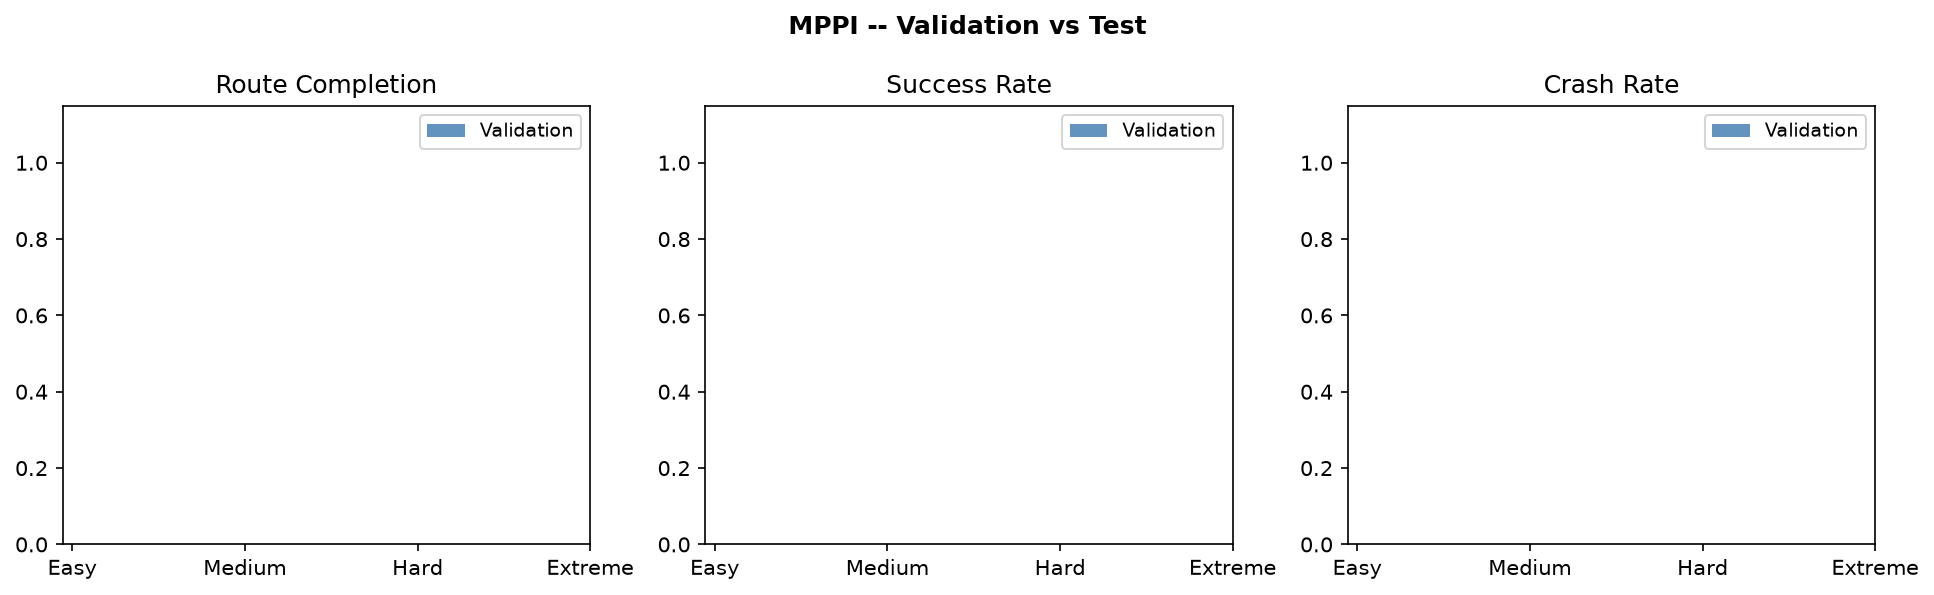 MPPI -- Validation vs Test
Route Completion
Validation
1.0
0.8
0.6
0.4
0.2
0.0
Easy Medium Hard Extreme
Success Rate
Validation
1.0
0.8
0.6
0.4
0.2
0.0
Easy Medium Hard Extreme
Crash Rate
Validation
1.0
0.8
0.6
0.4
0.2
0.0
Easy Medium Hard Extreme